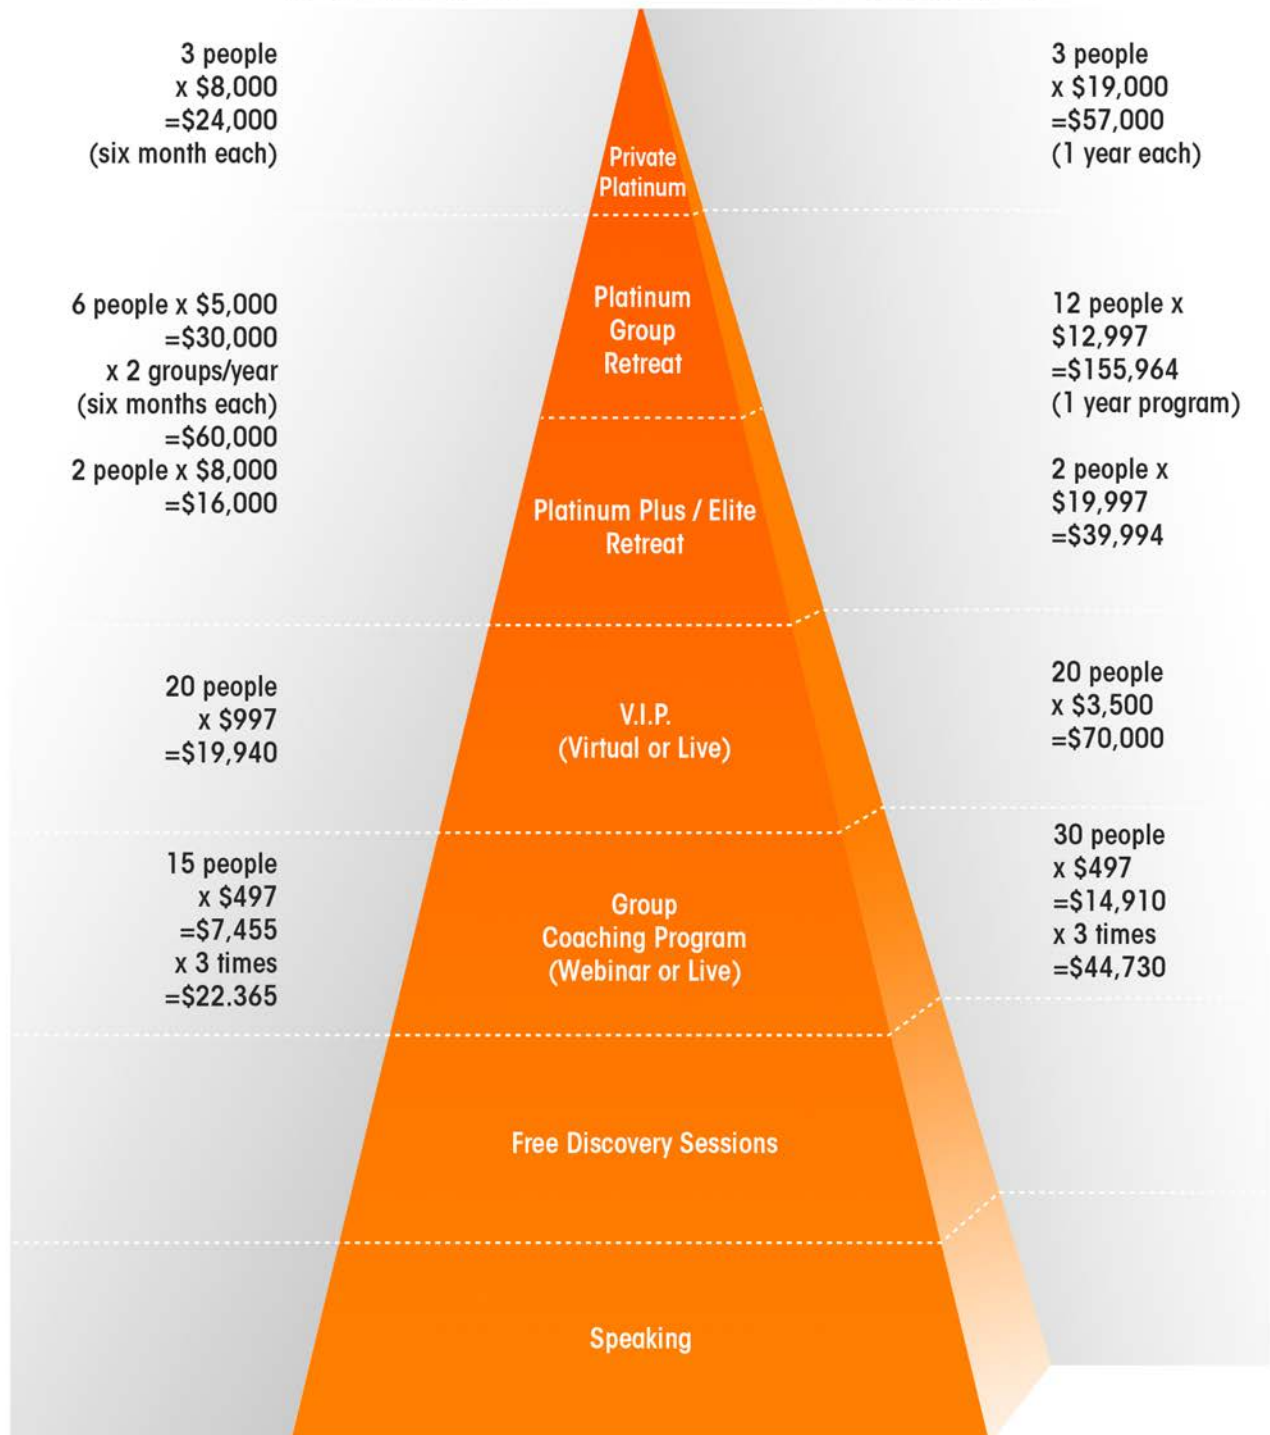 3 people
x $8,000
=$24,000
(six month each)
Private
Platinum
3 people
x $19,000
=$57,000
(1 year each)
6 people x $5,000
=$30,000
x 2 groups/year
(six months each)
=$60,000
2 people x $8,000
=$16,000
Platinum
Group
Retreat
Platinum Plus / Elite
Retreat
12 people x
$12,997
=$155,964
(1 year program)
2 people x
$19,997
=$39,994
20 people
x $997
=$19,940
V.I.P.
(Virtual or Live)
20 people
x $3,500
=$70,000
15 people
x $497
=$7,455
x 3 times
=$22.365
Group
Coaching Program
(Webinar or Live)
30 people
x $497
=$14,910
x 3 times
=$44,730
Free Discovery Sessions
Speaking